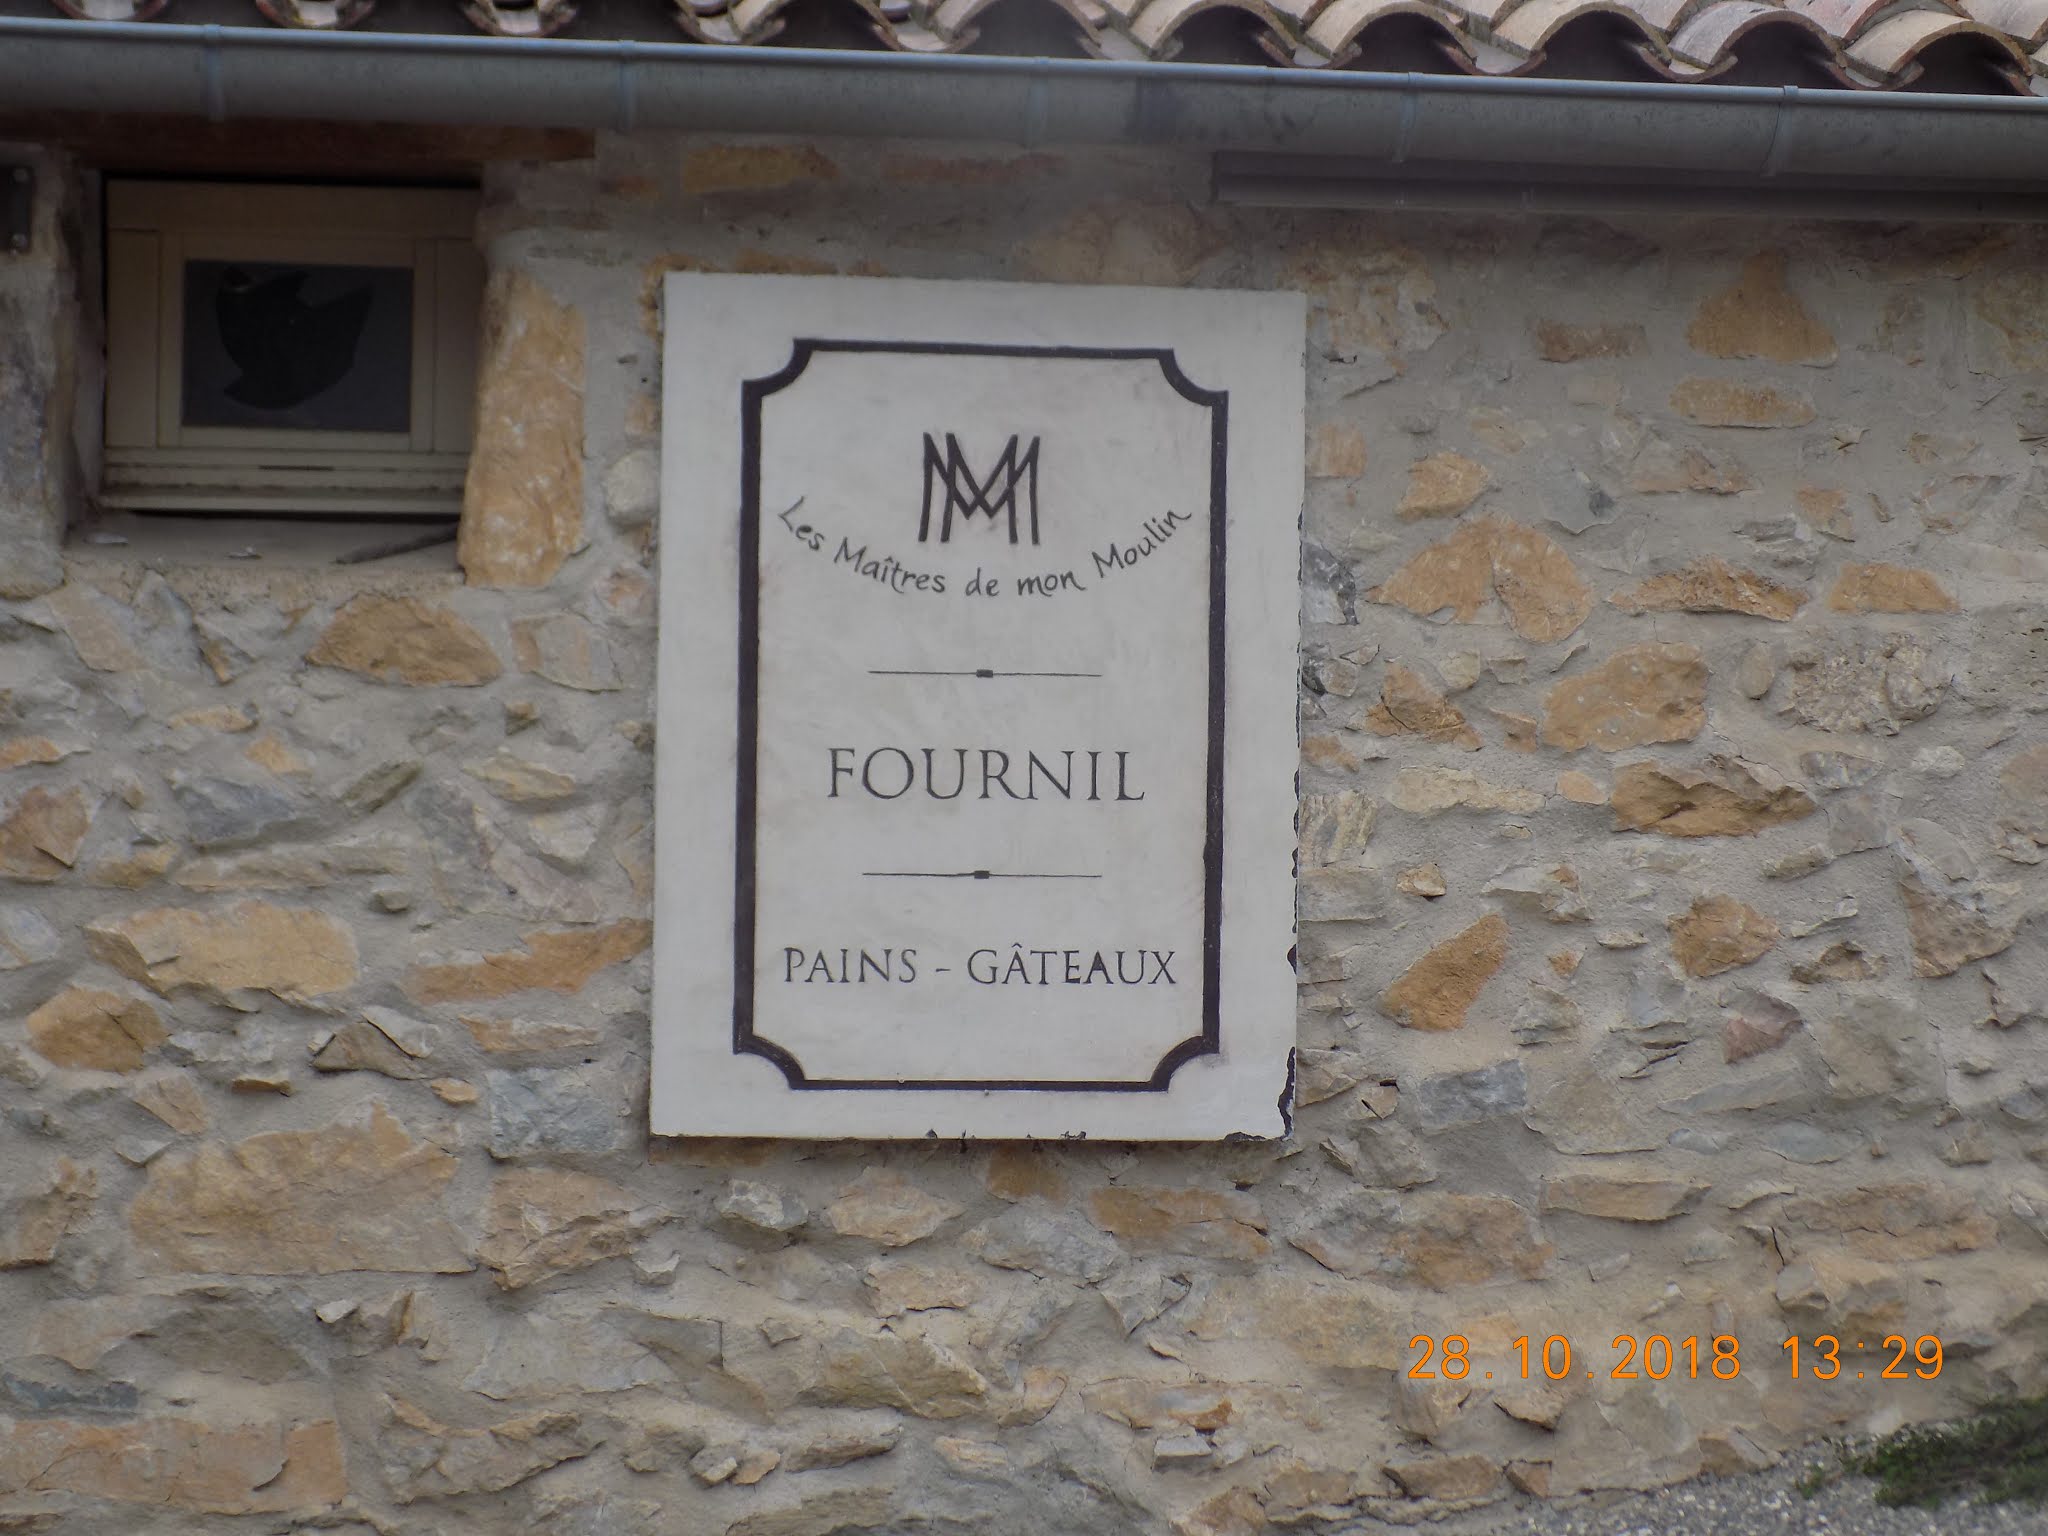 MM
Les Maîtres de mon Moulin
FOURNIL
PAINS - GÂTEAUX
28.10.2018 13:29